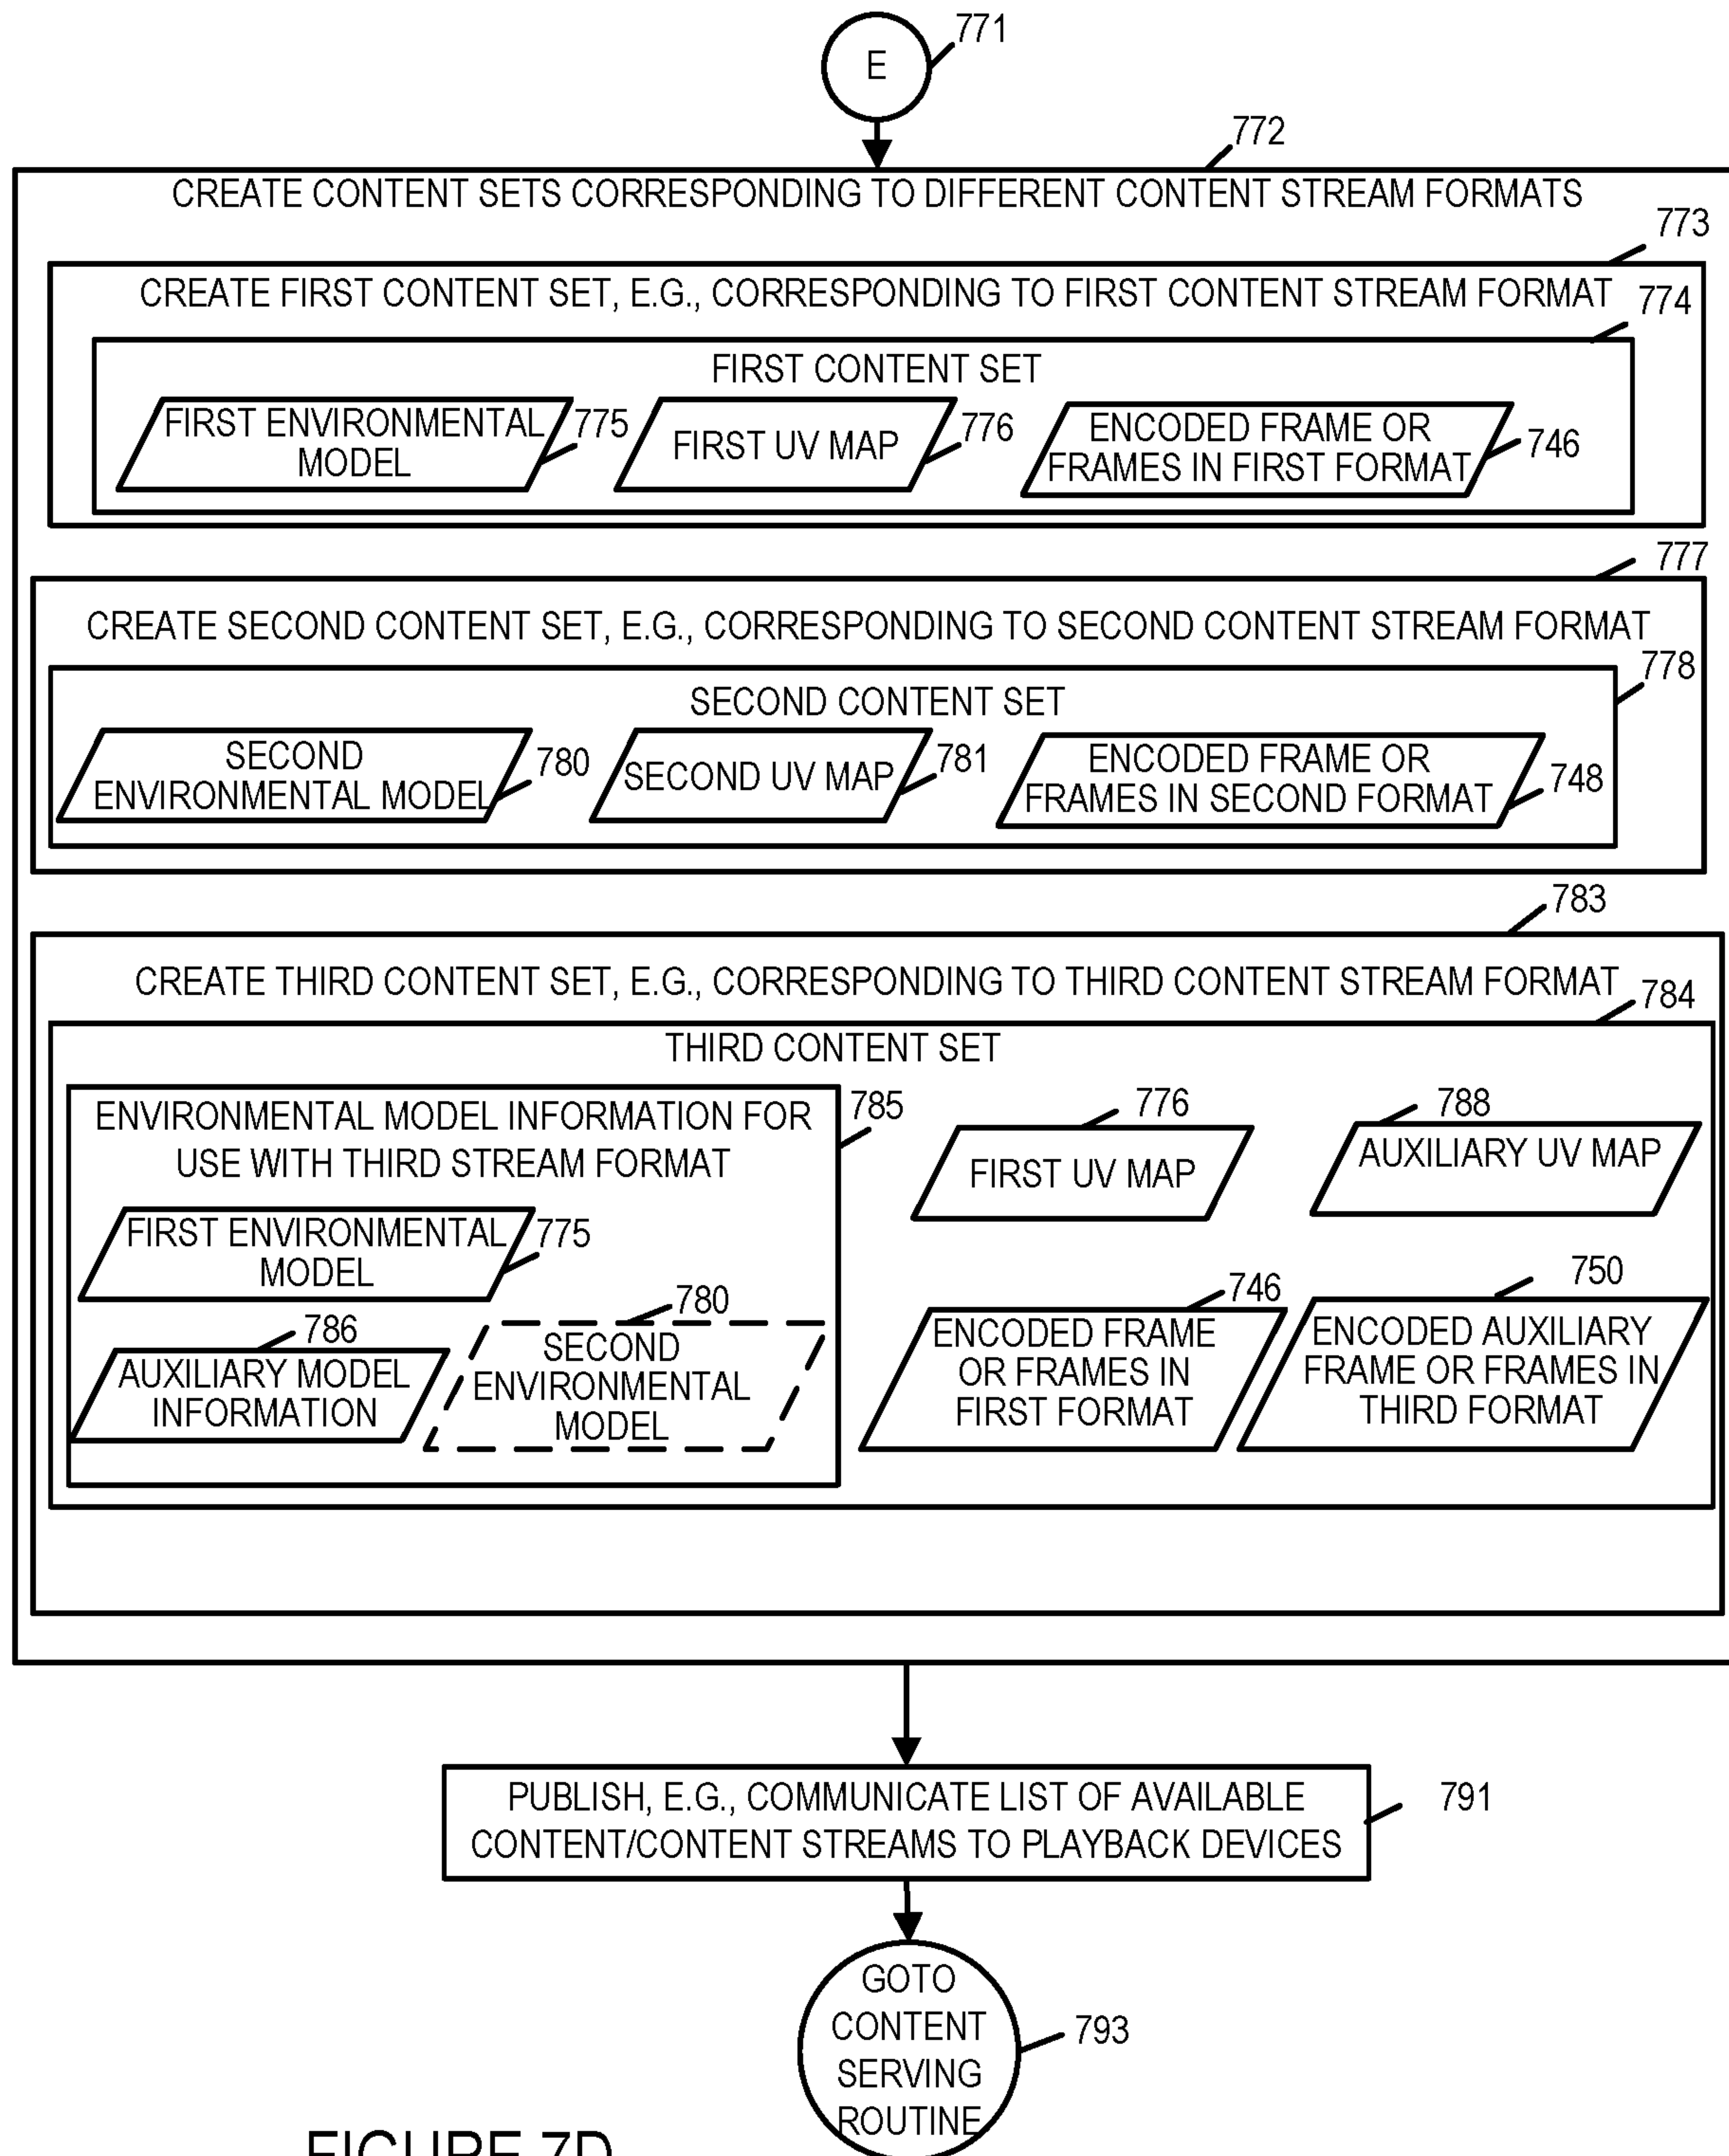 E
771
772
CREATE CONTENT SETS CORRESPONDING TO DIFFERENT CONTENT STREAM FORMATS
773
CREATE FIRST CONTENT SET, E.G., CORRESPONDING TO FIRST CONTENT STREAM FORMAT
774
FIRST CONTENT SET
FIRST ENVIRONMENTAL
MODEL
775
FIRST UV MAP
776
ENCODED FRAME OR
FRAMES IN FIRST FORMAT
746
777
CREATE SECOND CONTENT SET, E.G., CORRESPONDING TO SECOND CONTENT STREAM FORMAT
778
SECOND CONTENT SET
SECOND
ENVIRONMENTAL MODEL
780
SECOND UV MAP
781
ENCODED FRAME OR
FRAMES IN SECOND FORMAT
748
783
CREATE THIRD CONTENT SET, E.G., CORRESPONDING TO THIRD CONTENT STREAM FORMAT
784
THIRD CONTENT SET
ENVIRONMENTAL MODEL INFORMATION FOR
USE WITH THIRD STREAM FORMAT
785
FIRST ENVIRONMENTAL
MODEL
775
786
AUXILIARY MODEL
INFORMATION
780
SECOND
ENVIRONMENTAL
MODEL
776
FIRST UV MAP
788
AUXILIARY UV MAP
746
ENCODED FRAME
OR FRAMES IN
FIRST FORMAT
750
ENCODED AUXILIARY
FRAME OR FRAMES IN
THIRD FORMAT
PUBLISH, E.G., COMMUNICATE LIST OF AVAILABLE
CONTENT/CONTENT STREAMS TO PLAYBACK DEVICES
791
GOTO
CONTENT
SERVING
ROUTINE
793
FIGURE 7D